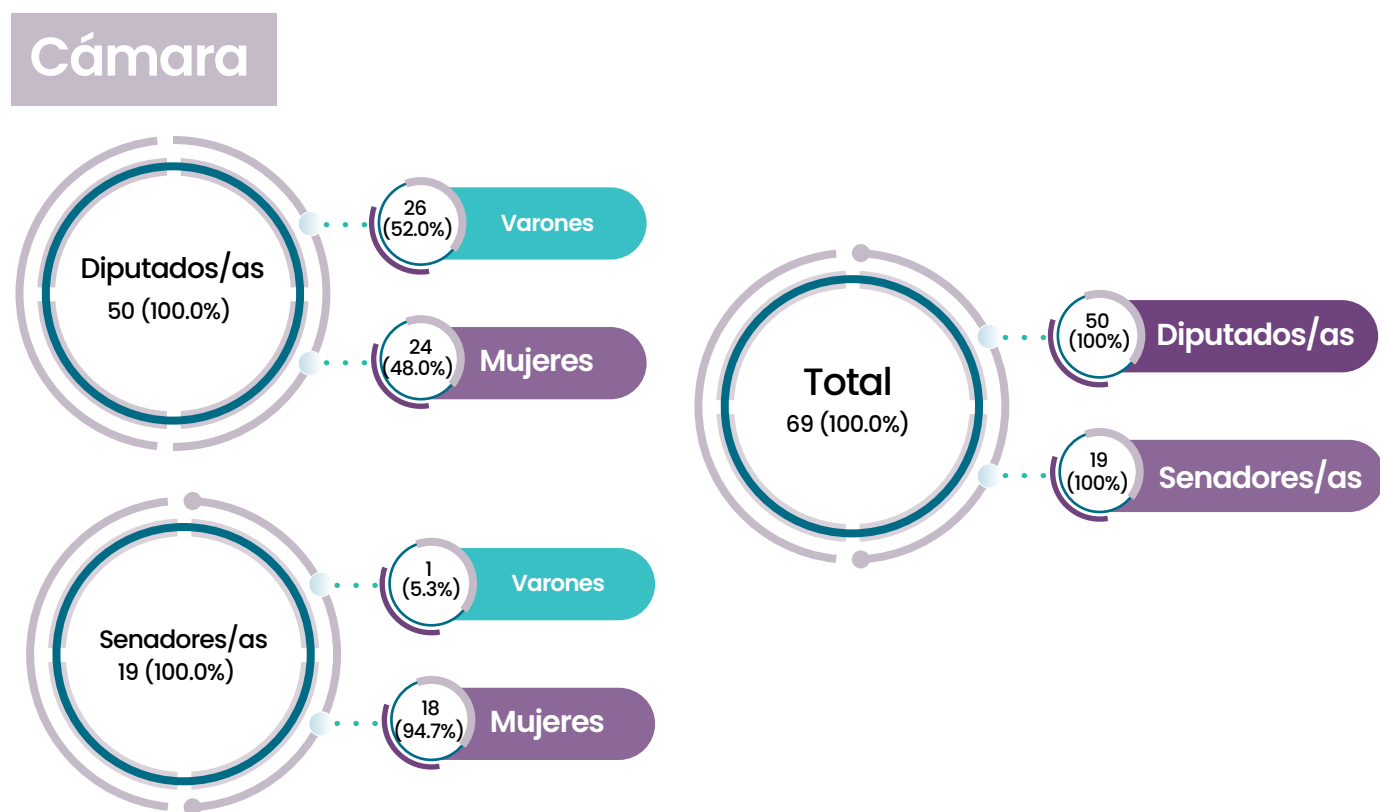 Cámara
Diputados/as
50 (100.0%)
26
(52.0%)
Varones
24
(48.0%)
Mujeres
Senadores/as
19 (100.0%)
1
(5.3%)
Varones
18
(94.7%)
Mujeres
Total
69 (100.0%)
50
(100%)
Diputados/as
19
(100%)
Senadores/as